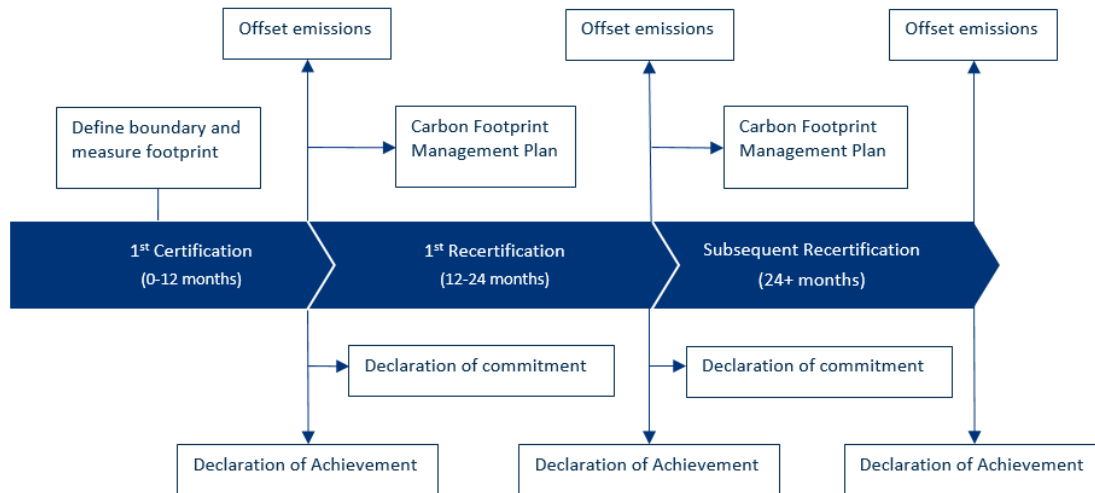 Offset emissions
Offset emissions
Offset emissions
Define boundary and
measure footprint
Carbon Footprint
Management Plan
Carbon Footprint
Management Plan
1st Certification
(0-12 months)
1st Recertification
(12-24 months)
Subsequent Recertification
(24+ months)
Declaration of commitment
Declaration of commitment
Declaration of Achievement
Declaration of Achievement
Declaration of Achievement